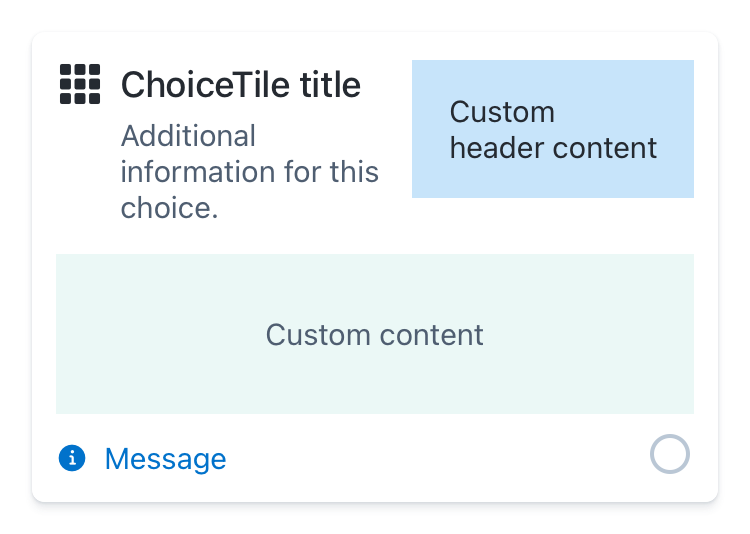 ChoiceTile title
Additional
information for this
choice.
Custom
header content
Custom content
Message